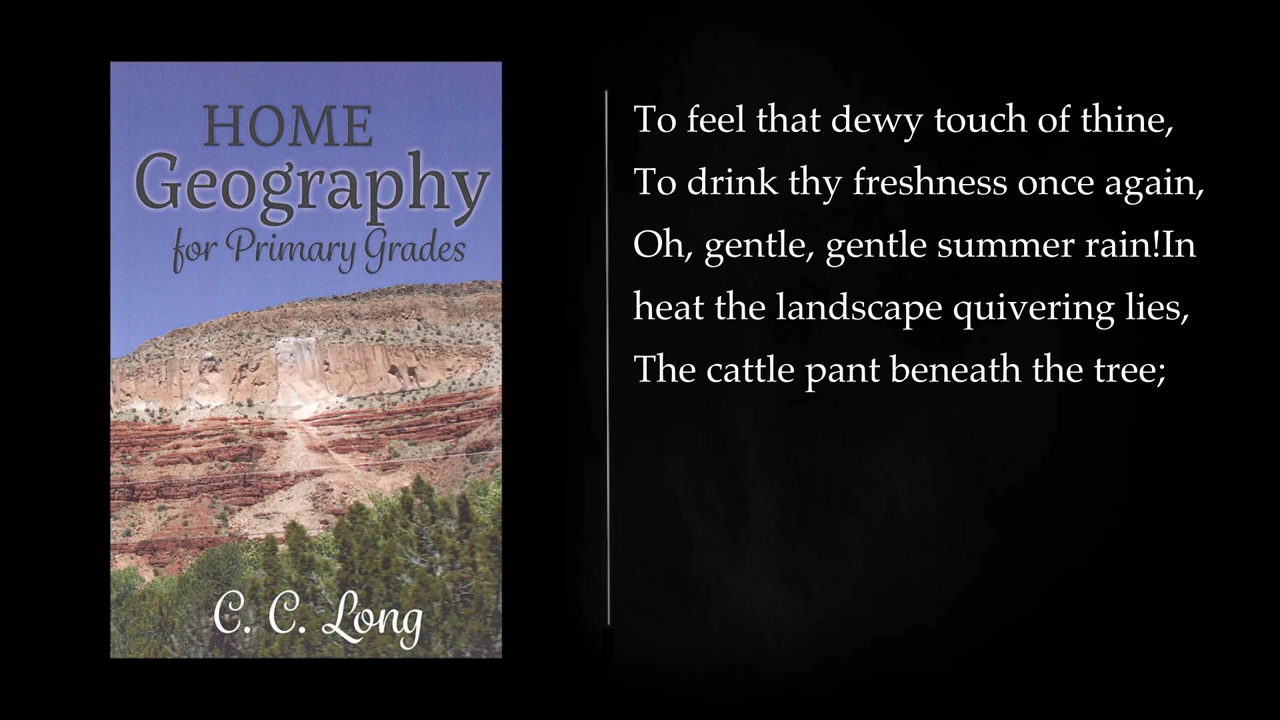 HOME
Geography
for Primary Grades
C. C. Long
To feel that dewy touch of thine,
To drink thy freshness once again,
Oh, gentle, gentle summer rain!In
heat the landscape quivering lies,
The cattle pant beneath the tree;